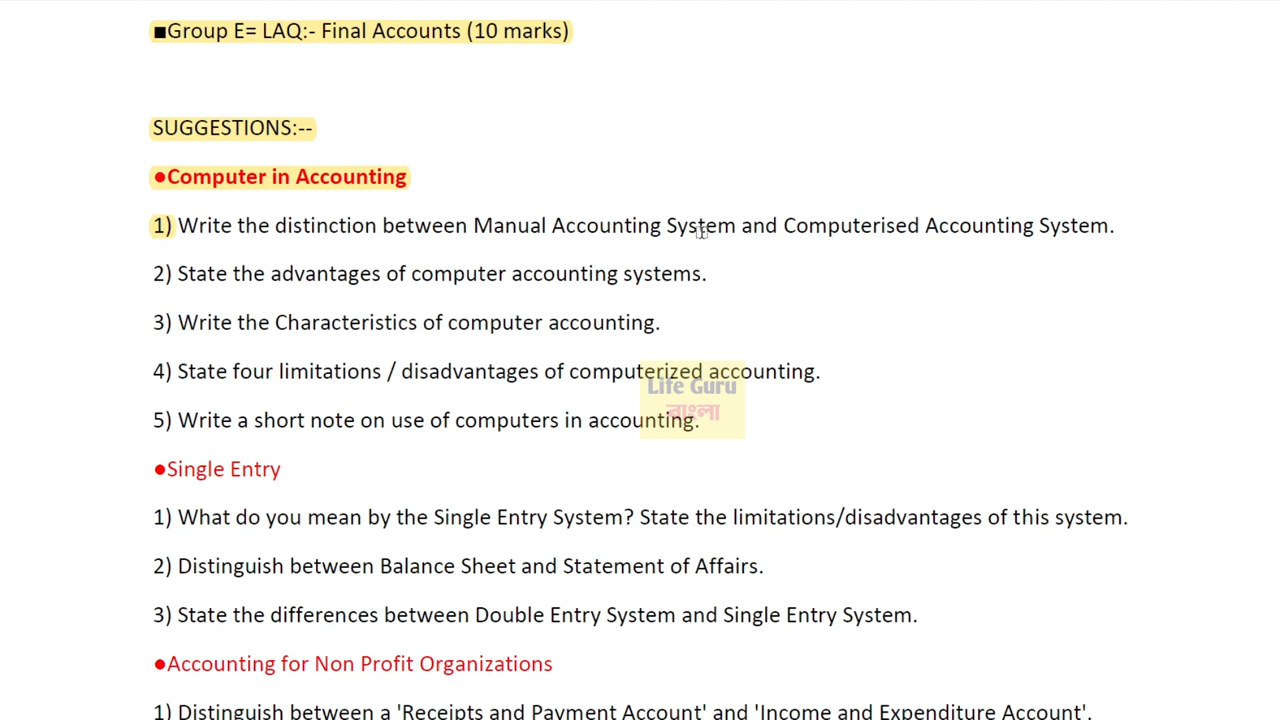 ■Group E= LAQ:- Final Accounts (10 marks)
SUGGESTIONS:--
●Computer in Accounting
1) Write the distinction between Manual Accounting System and Computerised Accounting System.
2) State the advantages of computer accounting systems.
3) Write the Characteristics of computer accounting.
4) State four limitations / disadvantages of computerized accounting.
Life Guru
বাংলা
5) Write a short note on use of computers in accounting.
●Single Entry
1) What do you mean by the Single Entry System? State the limitations/disadvantages of this system.
2) Distinguish between Balance Sheet and Statement of Affairs.
3) State the differences between Double Entry System and Single Entry System.
●Accounting for Non Profit Organizations
1) Distinguish between a 'Receipts and Payment Account' and 'Income and Expenditure Account'.